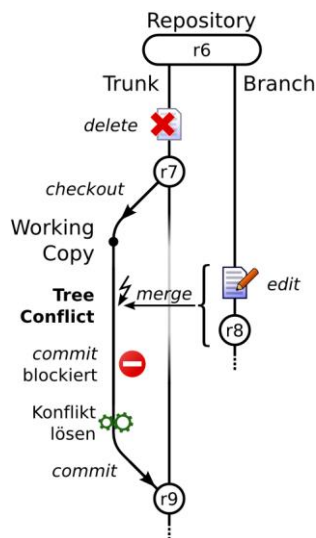 Repository
r6
Trunk
Branch
delete
r7
checkout
Working
Copy
edit
merge
Tree
Conflict
r8
commit
blockiert
Konflikt
lösen
commit
r9